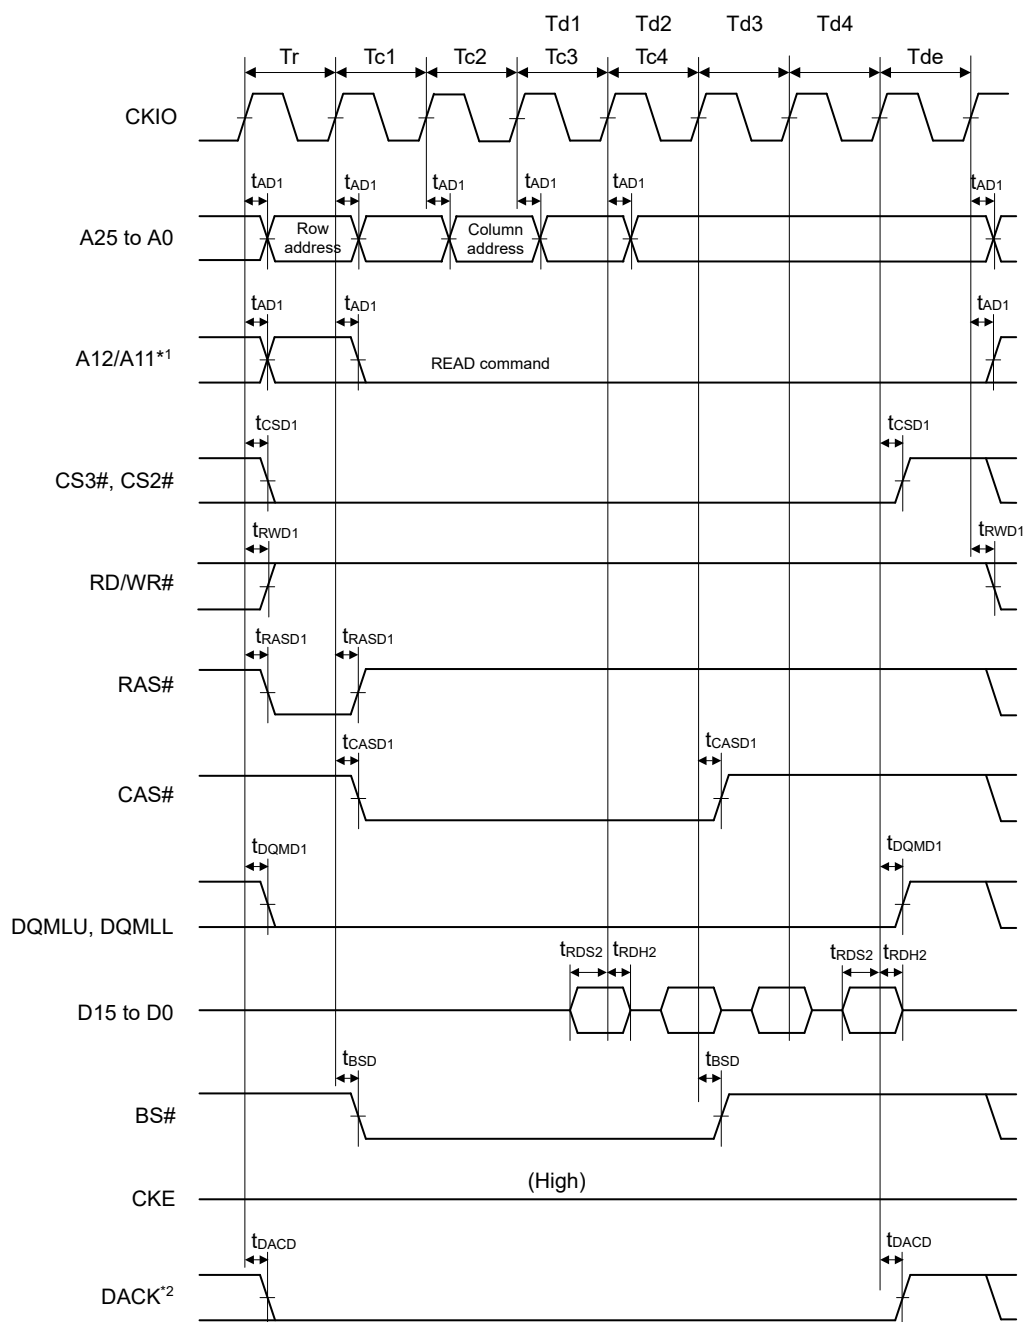 Td1 Td2 Td3 Td4
Tr Tc1 Tc2 Tc3 Tc4 Tde
CKIO
tAD1 tAD1 tAD1 tAD1 tAD1 tAD1
A25 to A0
Row
address
Column
address
tAD1 tAD1 tAD1
A12/A11*1
READ command
tCSD1 tCSD1
CS3#, CS2#
tRWD1 tRWD1
RD/WR#
tRASD1 tRASD1
RAS#
tCASD1 tCASD1
CAS#
tDQMD1 tDQMD1
DQMLU, DQMLL
tRDS2 tRDH2 tRDS2 tRDH2
D15 to D0
tBSD tBSD
BS#
(High)
CKE
tDACD tDACD
DACK*2